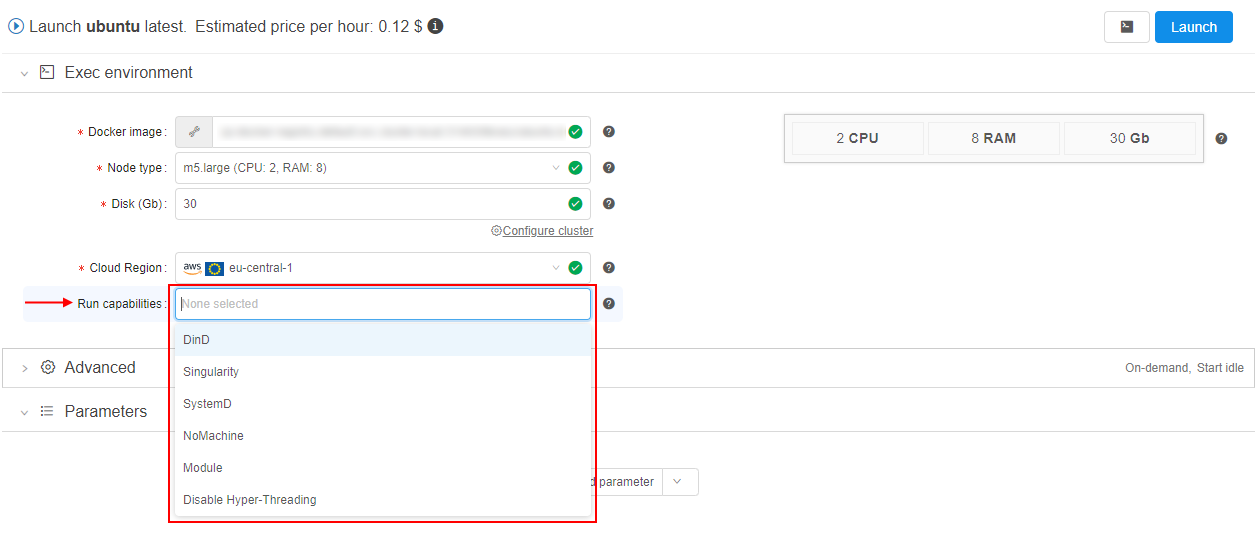 Launch ubuntu latest. Estimated price per hour: 0.12 $
Launch
Exec environment
* Docker image:
2 CPU 8 RAM 30 Gb
* Node type: m5.large (CPU: 2, RAM: 8)
* Disk (Gb): 30
Configure cluster
* Cloud Region: aws eu-central-1
Run capabilities: None selected
DinD
Advanced On-demand, Start idle
Singularity
SystemD
Parameters
NoMachine
Module
d parameter
Disable Hyper-Threading